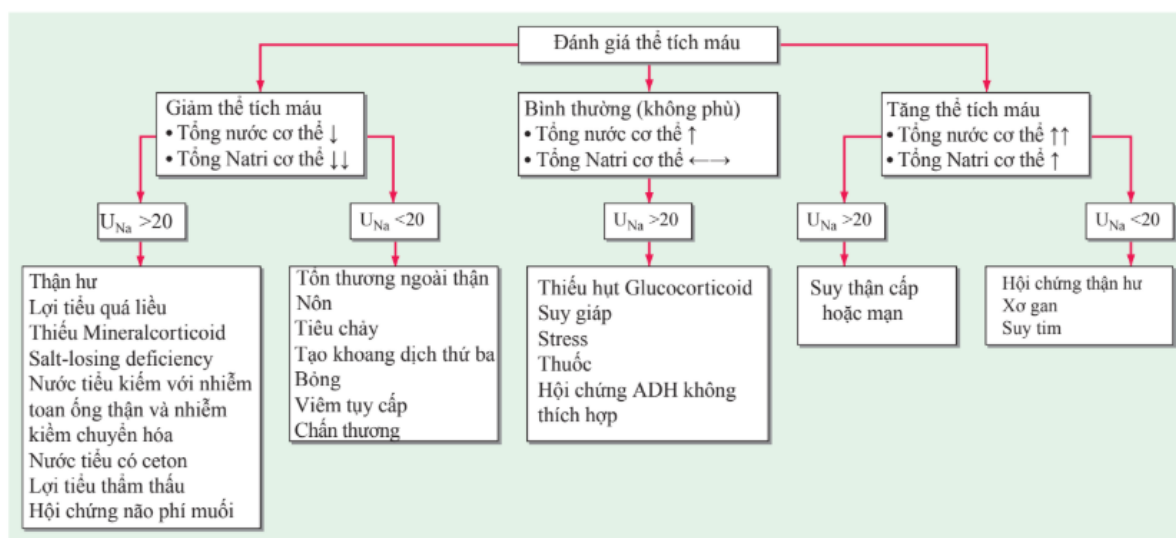 Đánh giá thể tích máu
Giảm thể tích máu
• Tổng nước cơ thể ↓
• Tổng Natri cơ thể ↓↓
Bình thường (không phù)
• Tổng nước cơ thể ↑
• Tổng Natri cơ thể ←→
Tăng thể tích máu
• Tổng nước cơ thể ↑↑
• Tổng Natri cơ thể ↑
U_Na >20
U_Na <20
U_Na >20
U_Na >20
U_Na <20
Thận hư
Lợi tiểu quá liều
Thiếu Mineralcorticoid
Salt-losing deficiency
Nước tiểu kiếm với nhiễm
toan ống thận và nhiễm
kiềm chuyển hóa
Nước tiểu có ceton
Lợi tiểu thẩm thấu
Hội chứng não phí muối
Tổn thương ngoài thận
Nôn
Tiêu chảy
Tạo khoang dịch thứ ba
Bỏng
Viêm tụy cấp
Chấn thương
Thiếu hụt Glucocorticoid
Suy giáp
Stress
Thuốc
Hội chứng ADH không
thích hợp
Suy thận cấp
hoặc mạn
Hội chứng thận hư
Xơ gan
Suy tim